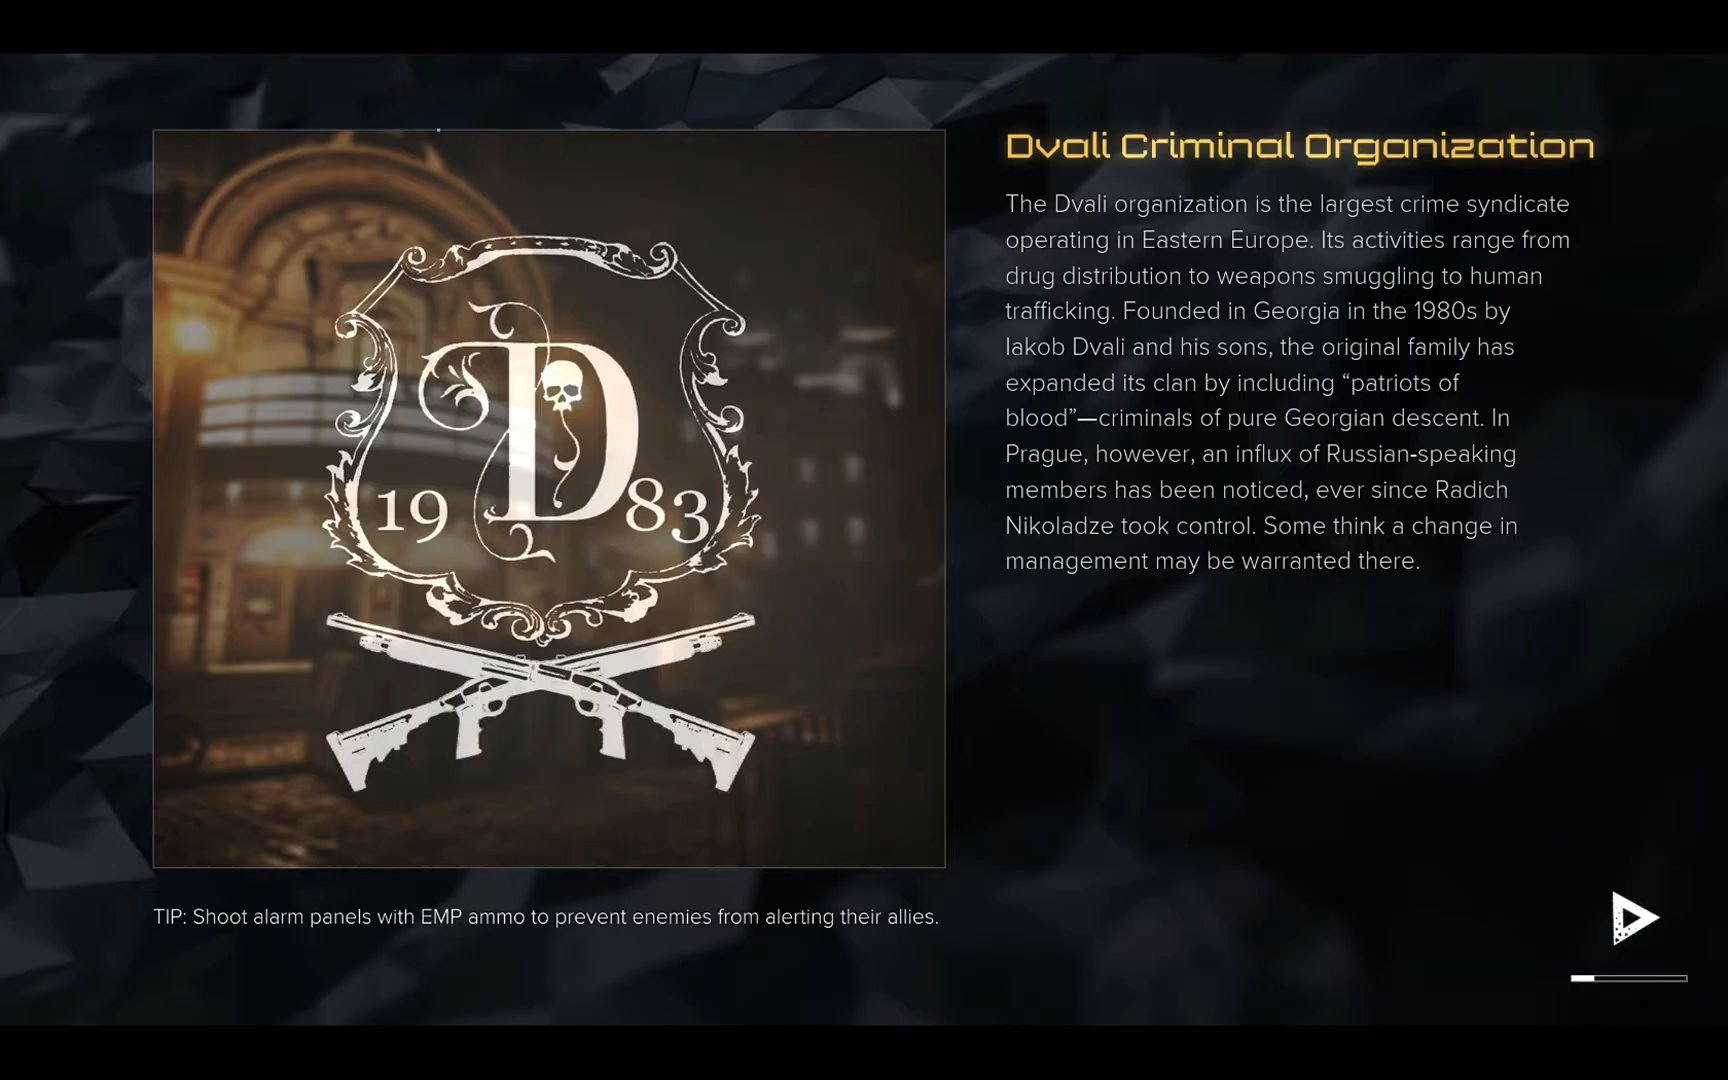 Dvali Criminal Organization
The Dvali organization is the largest crime syndicate
operating in Eastern Europe. Its activities range from
drug distribution to weapons smuggling to human
trafficking. Founded in Georgia in the 1980s by
Iakob Dvali and his sons, the original family has
expanded its clan by including “patriots of
blood”—criminals of pure Georgian descent. In
Prague, however, an influx of Russian-speaking
members has been noticed, ever since Radich
Nikoladze took control. Some think a change in
management may be warranted there.
D
19 83
TIP: Shoot alarm panels with EMP ammo to prevent enemies from alerting their allies.